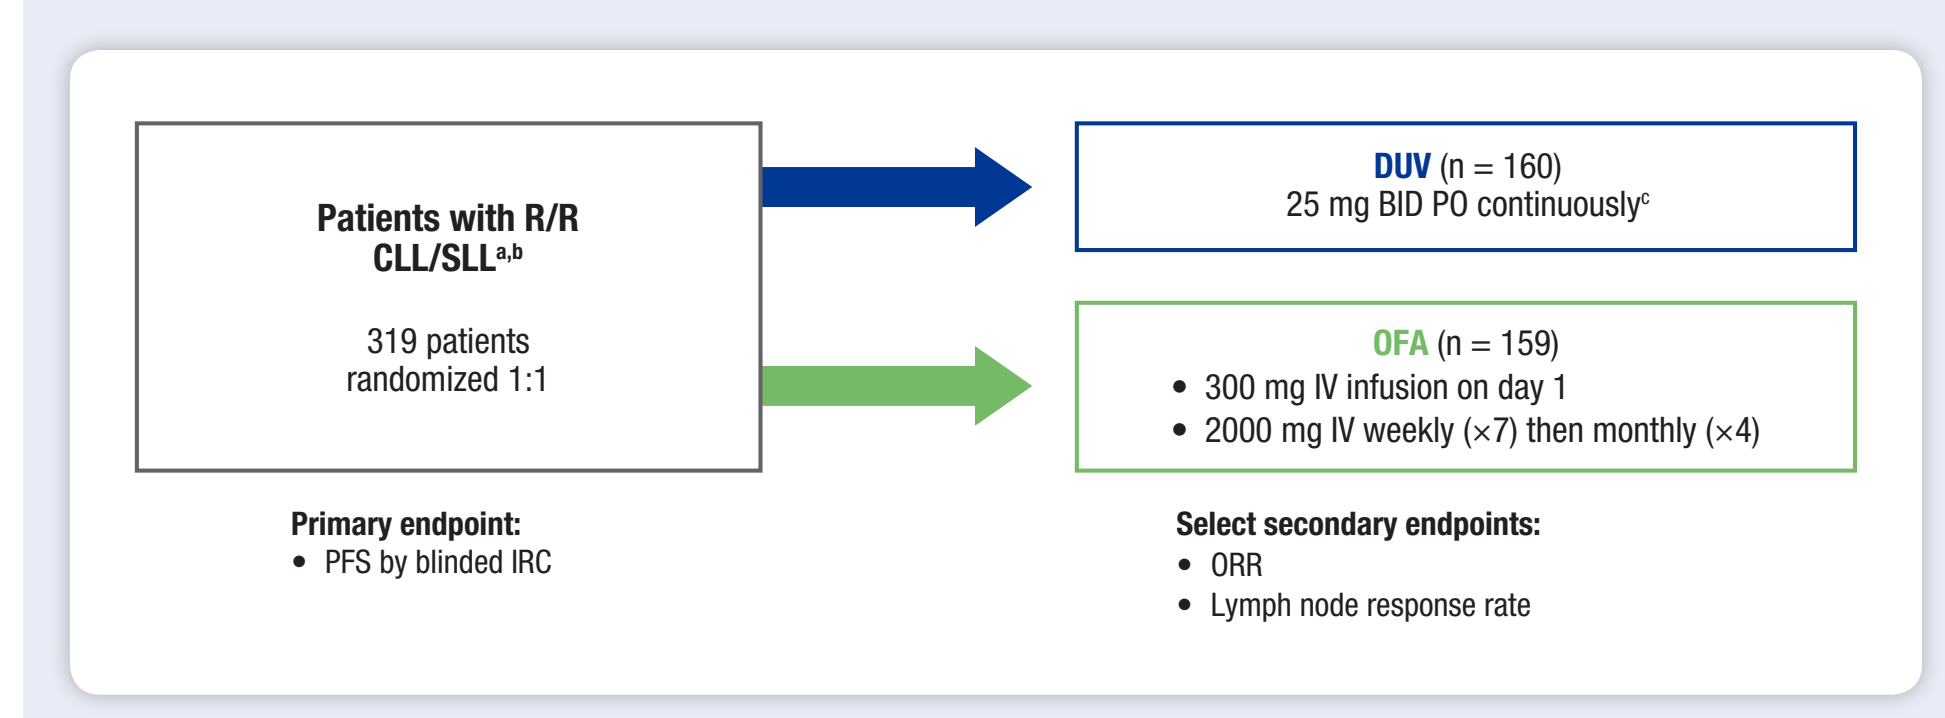 Patients with R/R
CLL/SLLa,b
319 patients
randomized 1:1
DUV (n = 160)
25 mg BID PO continuouslyc
OFA (n = 159)
• 300 mg IV infusion on day 1
• 2000 mg IV weekly (×7) then monthly (×4)
Primary endpoint:
• PFS by blinded IRC
Select secondary endpoints:
• ORR
• Lymph node response rate